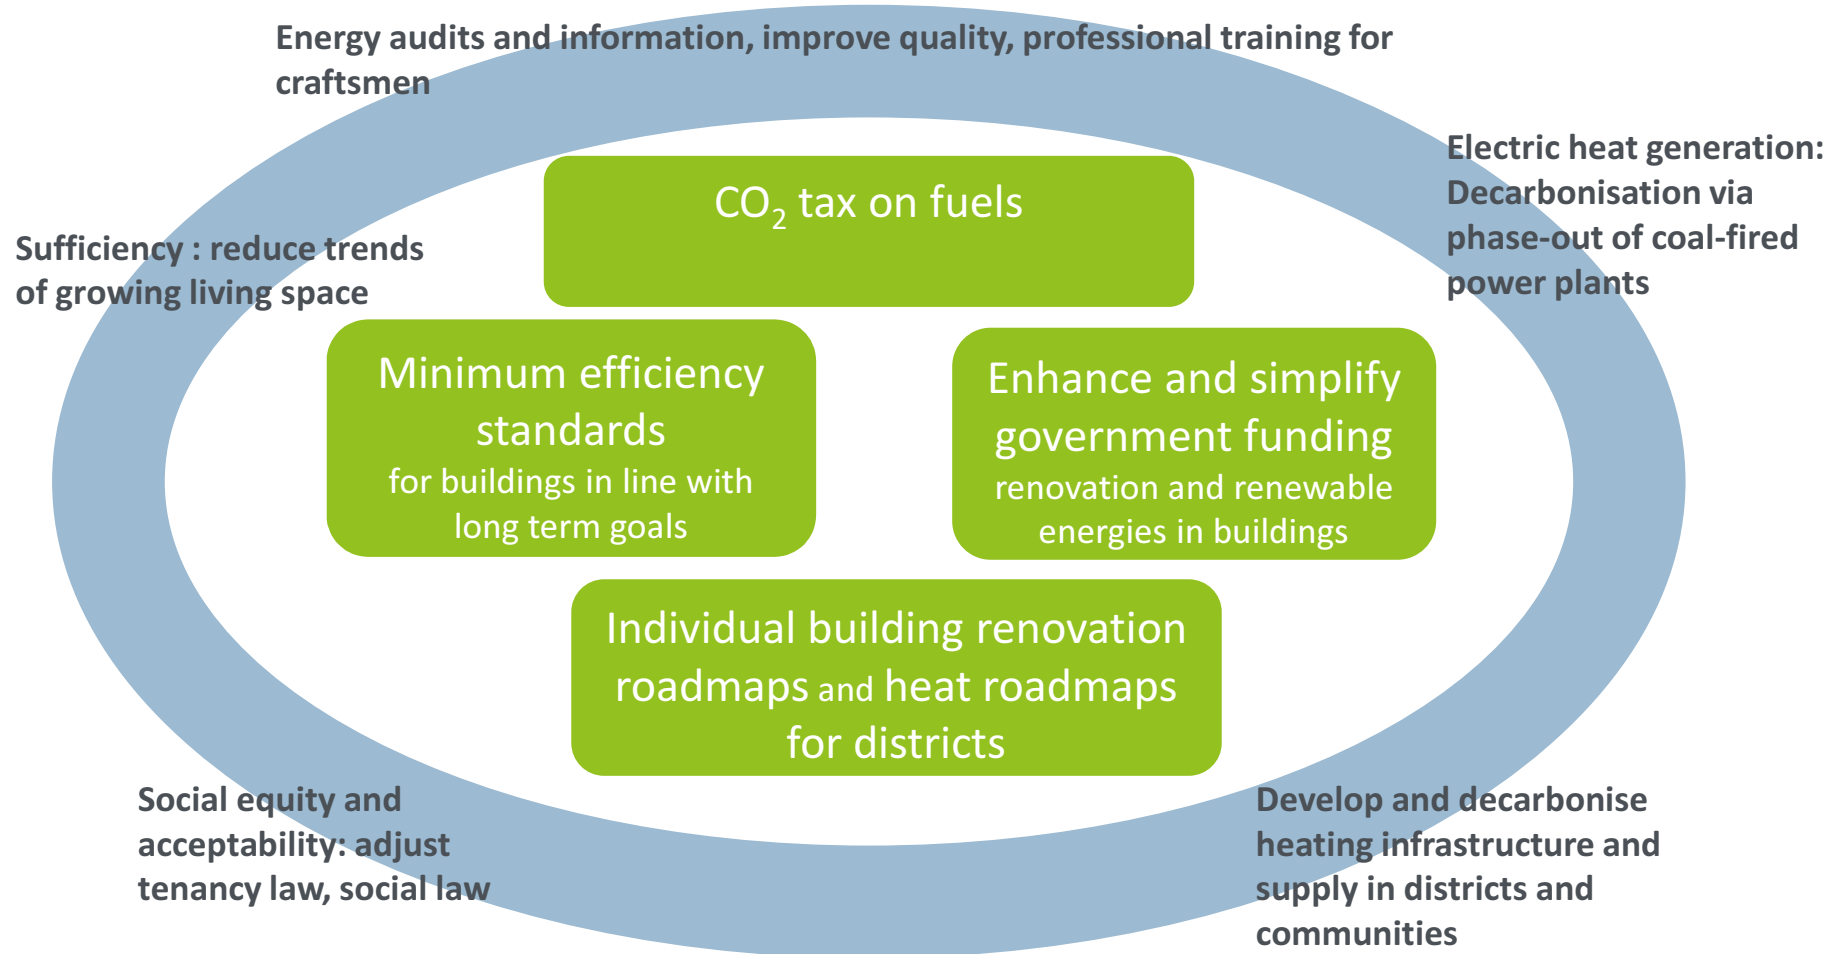 Energy audits and information, improve quality, professional training for
craftsmen
Electric heat generation:
Decarbonisation via
phase-out of coal-fired
power plants
CO₂ tax on fuels
Sufficiency : reduce trends
of growing living space
Minimum efficiency
standards
for buildings in line with
long term goals
Enhance and simplify
government funding
renovation and renewable
energies in buildings
Individual building renovation
roadmaps and heat roadmaps
for districts
Social equity and
acceptability: adjust
tenancy law, social law
Develop and decarbonise
heating infrastructure and
supply in districts and
communities